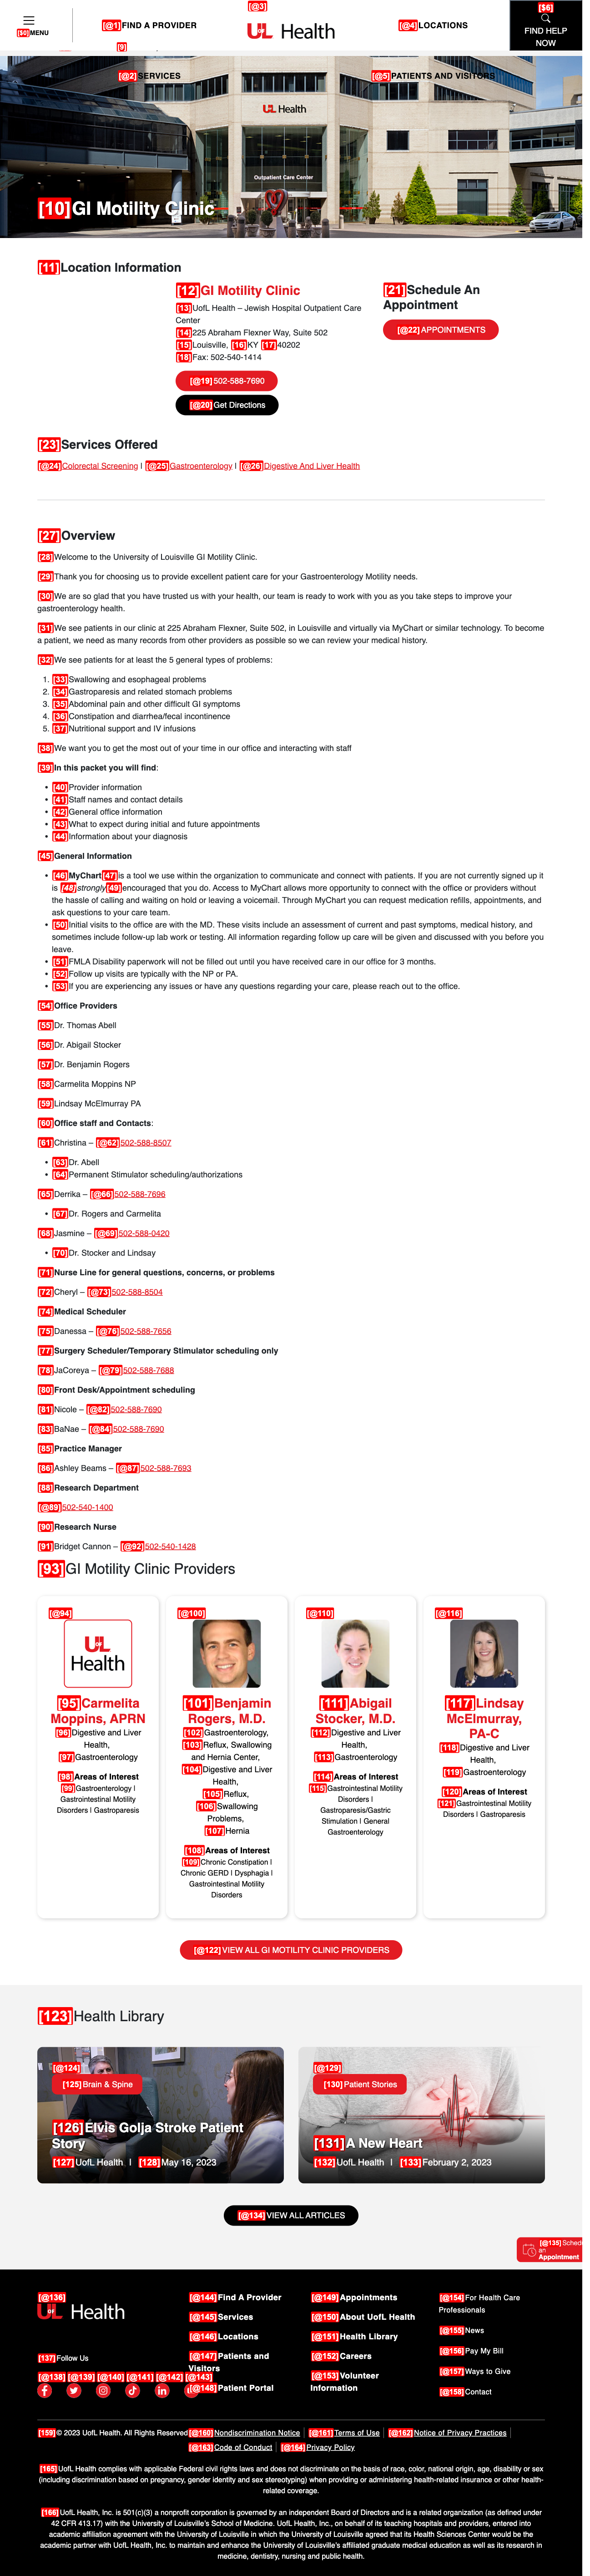 [$0]MENU
[@1]FIND A PROVIDER
[9]
[@2]SERVICES
[@3]
UofL Health
[@4]LOCATIONS
[@5]PATIENTS AND VISITORS
[$6]
FIND HELP
NOW
UofL Health
Outpatient Care Center
[10]GI Motility Clinic
[11]Location Information
[12]GI Motility Clinic
[13]UofL Health – Jewish Hospital Outpatient Care
Center
[14]225 Abraham Flexner Way, Suite 502
[15]Louisville, [16]KY [17]40202
[18]Fax: 502-540-1414
[@19]502-588-7690
[@20]Get Directions
[21]Schedule An
Appointment
[@22]APPOINTMENTS
[23]Services Offered
[@24]Colorectal Screening | [@25]Gastroenterology | [@26]Digestive And Liver Health
[27]Overview
[28]Welcome to the University of Louisville GI Motility Clinic.
[29]Thank you for choosing us to provide excellent patient care for your Gastroenterology Motility needs.
[30]We are so glad that you have trusted us with your health, our team is ready to work with you as you take steps to improve your
gastroenterology health.
[31]We see patients in our clinic at 225 Abraham Flexner, Suite 502, in Louisville and virtually via MyChart or similar technology. To become
a patient, we need as many records from other providers as possible so we can review your medical history.
[32]We see patients for at least the 5 general types of problems:
1. [33]Swallowing and esophageal problems
2. [34]Gastroparesis and related stomach problems
3. [35]Abdominal pain and other difficult GI symptoms
4. [36]Constipation and diarrhea/fecal incontinence
5. [37]Nutritional support and IV infusions
[38]We want you to get the most out of your time in our office and interacting with staff
[39]In this packet you will find:
• [40]Provider information
• [41]Staff names and contact details
• [42]General office information
• [43]What to expect during initial and future appointments
• [44]Information about your diagnosis
[45]General Information
• [46]MyChart[47]is a tool we use within the organization to communicate and connect with patients. If you are not currently signed up it
is [48]strongly[49]encouraged that you do. Access to MyChart allows more opportunity to connect with the office or providers without
the hassle of calling and waiting on hold or leaving a voicemail. Through MyChart you can request medication refills, appointments, and
ask questions to your care team.
• [50]Initial visits to the office are with the MD. These visits include an assessment of current and past symptoms, medical history, and
sometimes include follow-up lab work or testing. All information regarding follow up care will be given and discussed with you before you
leave.
• [51]FMLA Disability paperwork will not be filled out until you have received care in our office for 3 months.
• [52]Follow up visits are typically with the NP or PA.
• [53]If you are experiencing any issues or have any questions regarding your care, please reach out to the office.
[54]Office Providers
[55]Dr. Thomas Abell
[56]Dr. Abigail Stocker
[57]Dr. Benjamin Rogers
[58]Carmelita Moppins NP
[59]Lindsay McElmurray PA
[60]Office staff and Contacts:
[61]Christina – [@62]502-588-8507
• [63]Dr. Abell
• [64]Permanent Stimulator scheduling/authorizations
[65]Derrika – [@66]502-588-7696
• [67]Dr. Rogers and Carmelita
[68]Jasmine – [@69]502-588-0420
• [70]Dr. Stocker and Lindsay
[71]Nurse Line for general questions, concerns, or problems
[72]Cheryl – [@73]502-588-8504
[74]Medical Scheduler
[75]Danessa – [@76]502-588-7656
[77]Surgery Scheduler/Temporary Stimulator scheduling only
[78]JaCoreya – [@79]502-588-7688
[80]Front Desk/Appointment scheduling
[81]Nicole – [@82]502-588-7690
[83]BaNae – [@84]502-588-7690
[85]Practice Manager
[86]Ashley Beams – [@87]502-588-7693
[88]Research Department
[@89]502-540-1400
[90]Research Nurse
[91]Bridget Cannon – [@92]502-540-1428
[93]GI Motility Clinic Providers
[@94]
UofL
Health
[95]Carmelita
Moppins, APRN
[96]Digestive and Liver
Health,
[97]Gastroenterology
[98]Areas of Interest
[99]Gastroenterology |
Gastrointestinal Motility
Disorders | Gastroparesis
[@100]
[101]Benjamin
Rogers, M.D.
[102]Gastroenterology,
[103]Reflux, Swallowing
and Hernia Center,
[104]Digestive and Liver
Health,
[105]Reflux,
[106]Swallowing
Problems,
[107]Hernia
[108]Areas of Interest
[109]Chronic Constipation |
Chronic GERD | Dysphagia |
Gastrointestinal Motility
Disorders
[@110]
[111]Abigail
Stocker, M.D.
[112]Digestive and Liver
Health,
[113]Gastroenterology
[114]Areas of Interest
[115]Gastrointestinal Motility
Disorders |
Gastroparesis/Gastric
Stimulation | General
Gastroenterology
[@116]
[117]Lindsay
McElmurray,
PA-C
[118]Digestive and Liver
Health,
[119]Gastroenterology
[120]Areas of Interest
[121]Gastrointestinal Motility
Disorders | Gastroparesis
[@122]VIEW ALL GI MOTILITY CLINIC PROVIDERS
[123]Health Library
[@124]
[125]Brain & Spine
[126]Elvis Golja Stroke Patient
Story
[127]UofL Health | [128]May 16, 2023
[@129]
[130]Patient Stories
[131]A New Heart
[132]UofL Health | [133]February 2, 2023
[@134]VIEW ALL ARTICLES
[@135]Schedule
an
Appointment
[@136]
UofL Health
[137]Follow Us
[@138] [@139] [@140] [@141] [@142] [@143]
[@144]Find A Provider
[@145]Services
[@146]Locations
[@147]Patients and
Visitors
[@148]Patient Portal
[@149]Appointments
[@150]About UofL Health
[@151]Health Library
[@152]Careers
[@153]Volunteer
Information
[@154]For Health Care
Professionals
[@155]News
[@156]Pay My Bill
[@157]Ways to Give
[@158]Contact
[159]© 2023 UofL Health. All Rights Reserved [@160]Nondiscrimination Notice | [@161]Terms of Use | [@162]Notice of Privacy Practices |
[@163]Code of Conduct | [@164]Privacy Policy
[165]UofL Health complies with applicable Federal civil rights laws and does not discriminate on the basis of race, color, national origin, age, disability or sex
(including discrimination based on pregnancy, gender identity and sex stereotyping) when providing or administering health-related insurance or other health-
related coverage.
[166]UofL Health, Inc. is 501(c)(3) a nonprofit corporation is governed by an independent Board of Directors and is a related organization (as defined under
42 CFR 413.17) with the University of Louisville's School of Medicine. UofL Health, Inc., on behalf of its teaching hospitals and providers, entered into
academic affiliation agreement with the University of Louisville in which the University of Louisville agreed that its Health Sciences Center would be the
academic partner with UofL Health, Inc. to maintain and enhance the University of Louisville's affiliated graduate medical education as well as its research in
medicine, dentistry, nursing and public health.